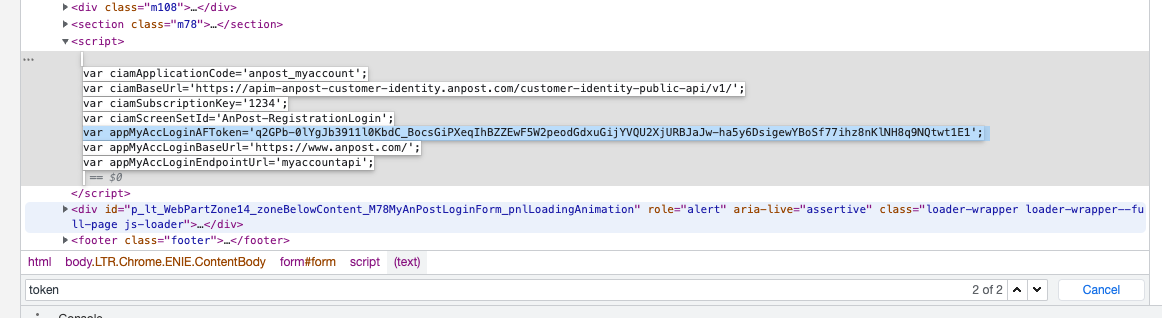 ▶<div class="m108">…</div>
▶<section class="m78">…</section>
▼<script>
...
var ciamApplicationCode='anpost_myaccount';
var ciamBaseUrl='https://apim-anpost-customer-identity.anpost.com/customer-identity-public-api/v1/';
var ciamSubscriptionKey='1234';
var ciamScreenSetId='AnPost-RegistrationLogin';
var appMyAccLoginAFToken='q2GPb-0lYgJb3911l0KbdC_BocsGiPXeqIhBZZEwF5W2peodGdxuGijYVQU2XjURBJaJw-ha5y6DsigewYBoSf77ihz8nKlNH8q9NQtwt1E1';
var appMyAccLoginBaseUrl='https://www.anpost.com/';
var appMyAccLoginEndpointUrl='myaccountapi';
== $0
</script>
▶<div id="p_lt_WebPartZone14_zoneBelowContent_M78MyAnPostLoginForm_pnlLoadingAnimation" role="alert" aria-live="assertive" class="loader-wrapper loader-wrapper--fu
ll-page js-loader">…</div>
▶<footer class="footer">…</footer>
html body.LTR.Chrome.ENIE.ContentBody form#form script (text)
token 2 of 2 Cancel
Console